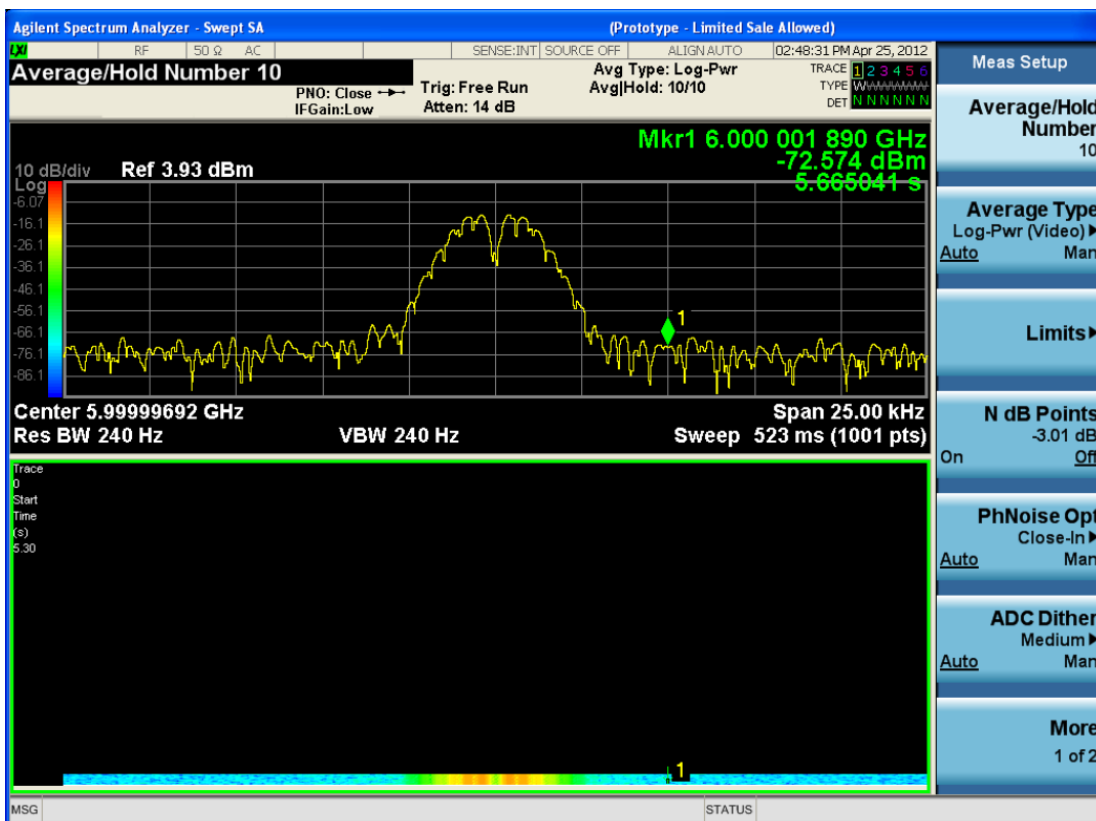 Agilent Spectrum Analyzer - Swept SA (Prototype - Limited Sale Allowed)
LXI RF 50 Ω AC SENSE:INT SOURCE OFF ALIGN AUTO 02:48:31 PM Apr 25, 2012
Average/Hold Number 10
PNO: Close
IFGain:Low
Trig: Free Run
Atten: 14 dB
Avg Type: Log-Pwr
Avg|Hold: 10/10
TRACE 1 2 3 4 5 6
TYPE WWWWWW
DET N N N N N N
Mkr1 6.000 001 890 GHz
-72.574 dBm
5.665041 s
10 dB/div Ref 3.93 dBm
Log
-6.07
-16.1
-26.1
-36.1
-46.1
-56.1
-66.1
-76.1
-86.1
1
Center 5.99999692 GHz Span 25.00 kHz
Res BW 240 Hz VBW 240 Hz Sweep 523 ms (1001 pts)
Trace
0
Start
Time
(s)
5.30
1
MSG STATUS
Meas Setup
Average/Hold
Number
10
Average Type
Log-Pwr (Video)
Auto Man
Limits
N dB Points
-3.01 dB
On Off
PhNoise Opt
Close-In
Auto Man
ADC Dither
Medium
Auto Man
More
1 of 2